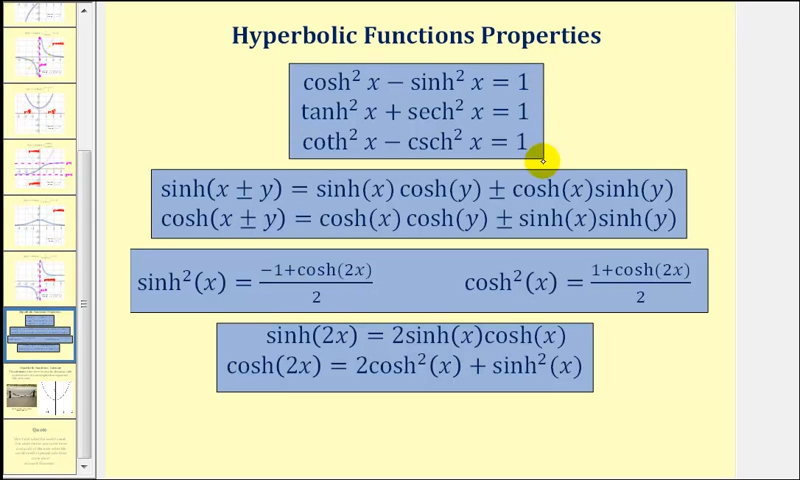 Hyperbolic Functions Properties
cosh² x − sinh² x = 1
tanh² x + sech² x = 1
coth² x − csch² x = 1
sinh(x ± y) = sinh(x) cosh(y) ± cosh(x)sinh(y)
cosh(x ± y) = cosh(x) cosh(y) ± sinh(x)sinh(y)
sinh²(x) = (−1+cosh(2x))/2 cosh²(x) = (1+cosh(2x))/2
sinh(2x) = 2sinh(x)cosh(x)
cosh(2x) = 2cosh²(x) + sinh²(x)